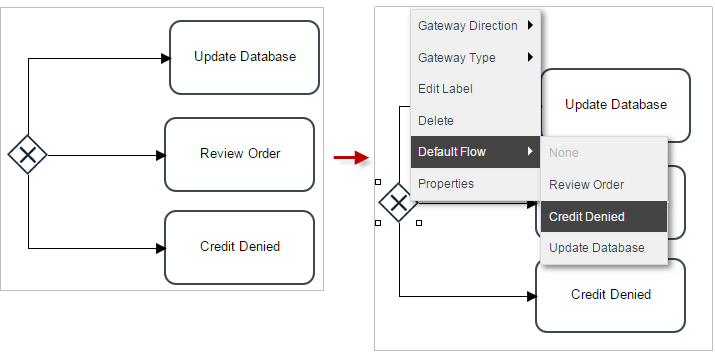 Update Database
Review Order
Credit Denied
Gateway Direction
Gateway Type
Edit Label
Delete
Default Flow
Properties
None
Review Order
Credit Denied
Update Database
Update Database
Credit Denied